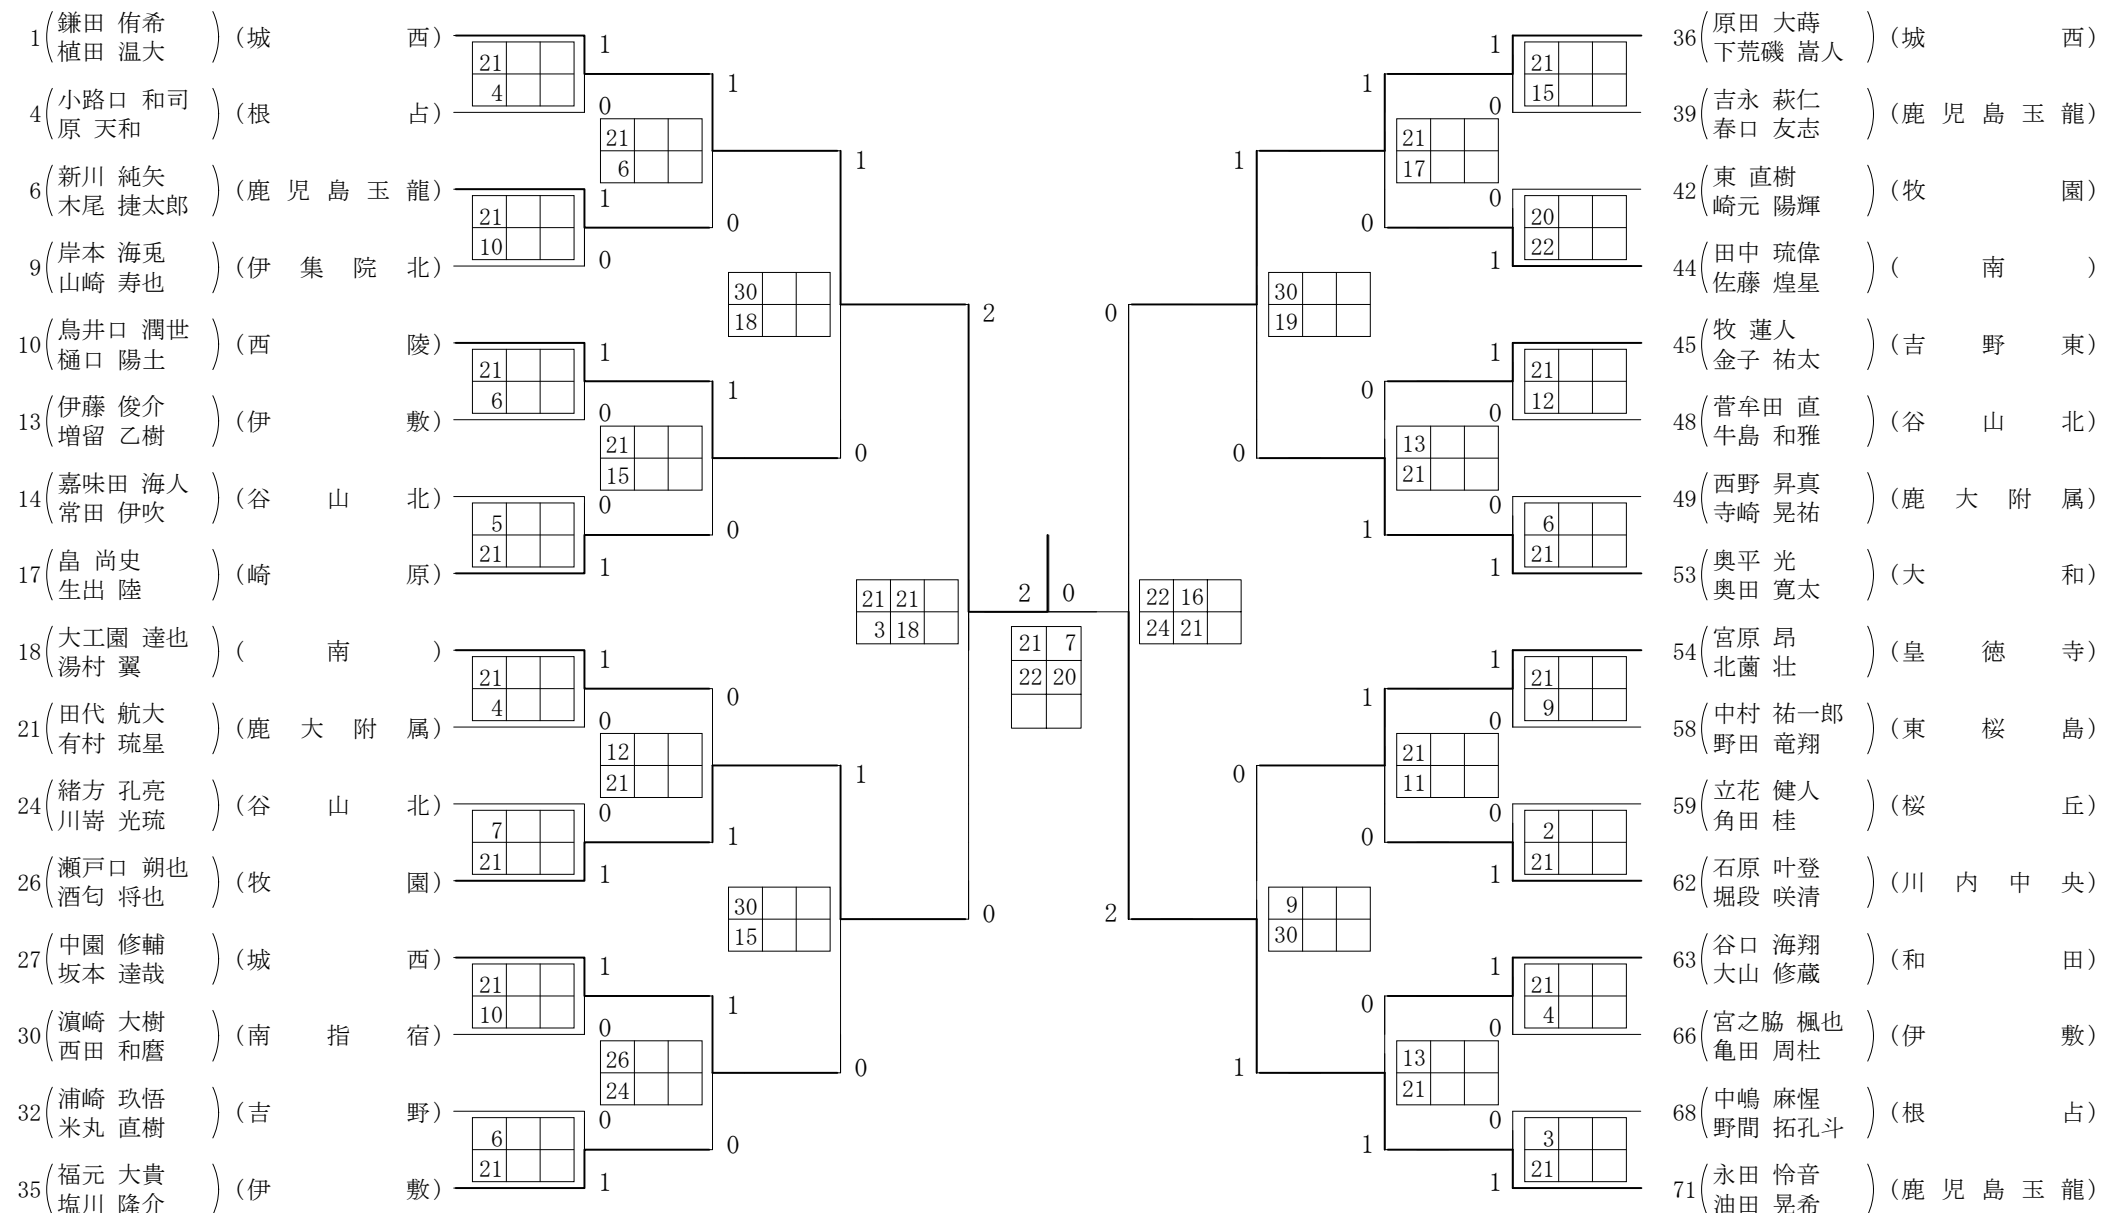 1 (鎌田 侑希 植田 温大) (城 西)
21 4
1 0
4 (小路口 和司 原 天和) (根 占)
21 6
1 0
6 (新川 純矢 木尾 捷太郎) (鹿 児 島 玉 龍)
21 10
1 0
9 (岸本 海兎 山崎 寿也) (伊 集 院 北)
30 18
1 0
10 (鳥井口 潤世 樋口 陽土) (西 陵)
21 6
1 0
13 (伊藤 俊介 増留 乙樹) (伊 敷)
21 15
1 0
14 (嘉味田 海人 常田 伊吹) (谷 山 北)
5 21
0 1
17 (畠 尚史 生出 陸) (崎 原)
21 21
3 18
2 0
18 (大工園 達也 湯村 翼) (南)
21 4
1 0
21 (田代 航大 有村 琉星) (鹿 大 附 属)
12 21
0 1
24 (緒方 孔亮 川嵜 光琉) (谷 山 北)
7 21
0 1
26 (瀬戸口 朔也 酒匂 将也) (牧 園)
30 15
1 0
27 (中園 修輔 坂本 達哉) (城 西)
21 10
1 0
30 (濵崎 大樹 西田 和麿) (南 指 宿)
26 24
1 0
32 (浦崎 玖悟 米丸 直樹) (吉 野)
6 21
0 1
35 (福元 大貴 塩川 隆介) (伊 敷)
2 0
21 7
22 20
36 (原田 大蒔 下荒磯 嵩人) (城 西)
21 15
1 0
39 (吉永 萩仁 春口 友志) (鹿 児 島 玉 龍)
21 17
1 0
42 (東 直樹 崎元 陽輝) (牧 園)
20 22
0 1
44 (田中 琉偉 佐藤 煌星) (南)
30 19
1 0
45 (牧 蓮人 金子 祐太) (吉 野 東)
21 12
1 0
48 (菅牟田 直 牛島 和雅) (谷 山 北)
13 21
0 1
49 (西野 昇真 寺崎 晃祐) (鹿 大 附 属)
6 21
0 1
53 (奥平 光 奥田 寛太) (大 和)
22 16
24 21
0 2
54 (宮原 昂 北薗 壮) (皇 徳 寺)
21 9
1 0
58 (中村 祐一郎 野田 竜翔) (東 桜 島)
21 11
1 0
59 (立花 健人 角田 桂) (桜 丘)
2 21
0 1
62 (石原 叶登 堀段 咲清) (川 内 中 央)
9 30
0 1
63 (谷口 海翔 大山 修蔵) (和 田)
21 4
1 0
66 (宮之脇 楓也 亀田 周杜) (伊 敷)
13 21
0 1
68 (中嶋 麻惺 野間 拓孔斗) (根 占)
3 21
0 1
71 (永田 怜音 油田 晃希) (鹿 児 島 玉 龍)